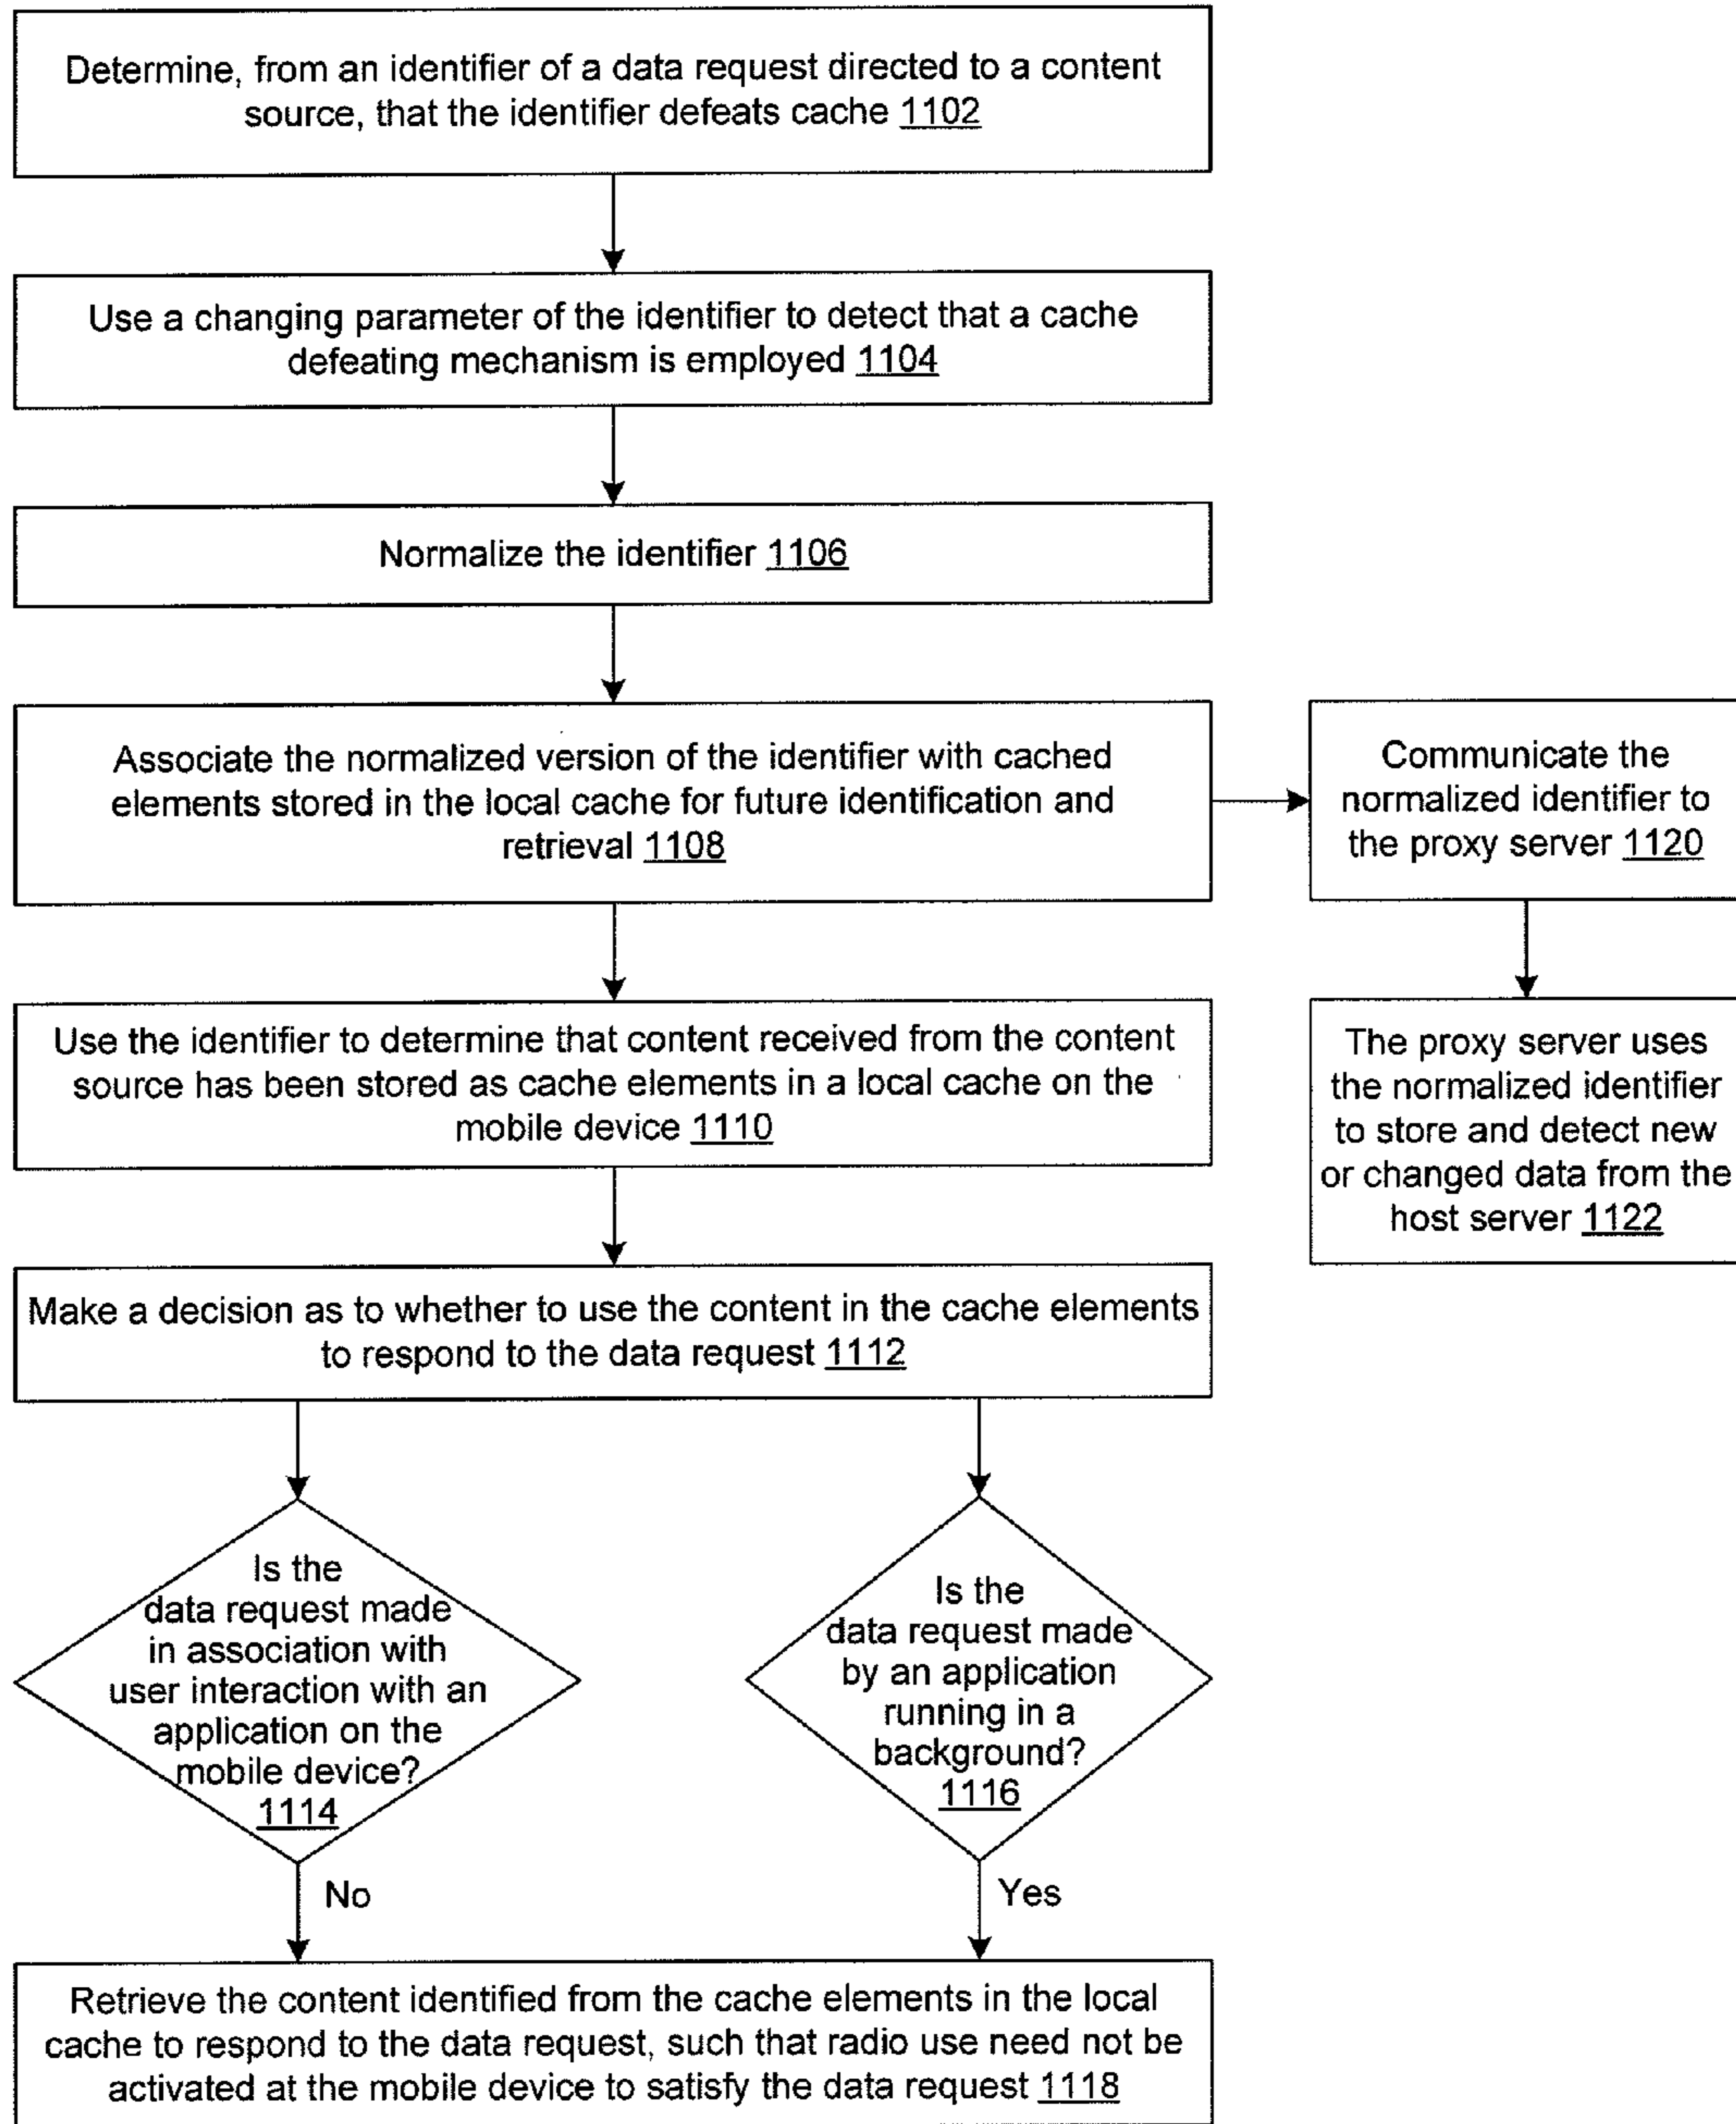 Determine, from an identifier of a data request directed to a content
source, that the identifier defeats cache 1102
Use a changing parameter of the identifier to detect that a cache
defeating mechanism is employed 1104
Normalize the identifier 1106
Associate the normalized version of the identifier with cached
elements stored in the local cache for future identification and
retrieval 1108
Communicate the
normalized identifier to
the proxy server 1120
Use the identifier to determine that content received from the content
source has been stored as cache elements in a local cache on the
mobile device 1110
The proxy server uses
the normalized identifier
to store and detect new
or changed data from the
host server 1122
Make a decision as to whether to use the content in the cache elements
to respond to the data request 1112
Is the
data request made
in association with
user interaction with an
application on the
mobile device?
1114
Is the
data request made
by an application
running in a
background?
1116
No
Yes
Retrieve the content identified from the cache elements in the local
cache to respond to the data request, such that radio use need not be
activated at the mobile device to satisfy the data request 1118